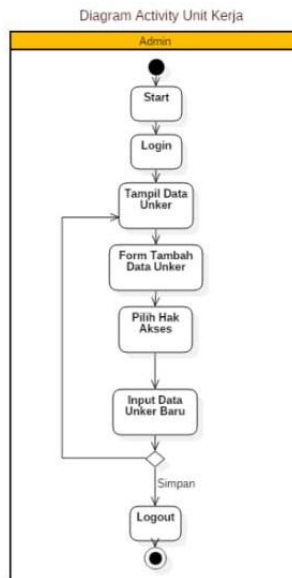 Diagram Activity Unit Kerja
Admin
Start
Login
Tampil Data
Unker
Form Tambah
Data Unker
Pilih Hak
Akses
Input Data
Unker Baru
Simpan
Logout